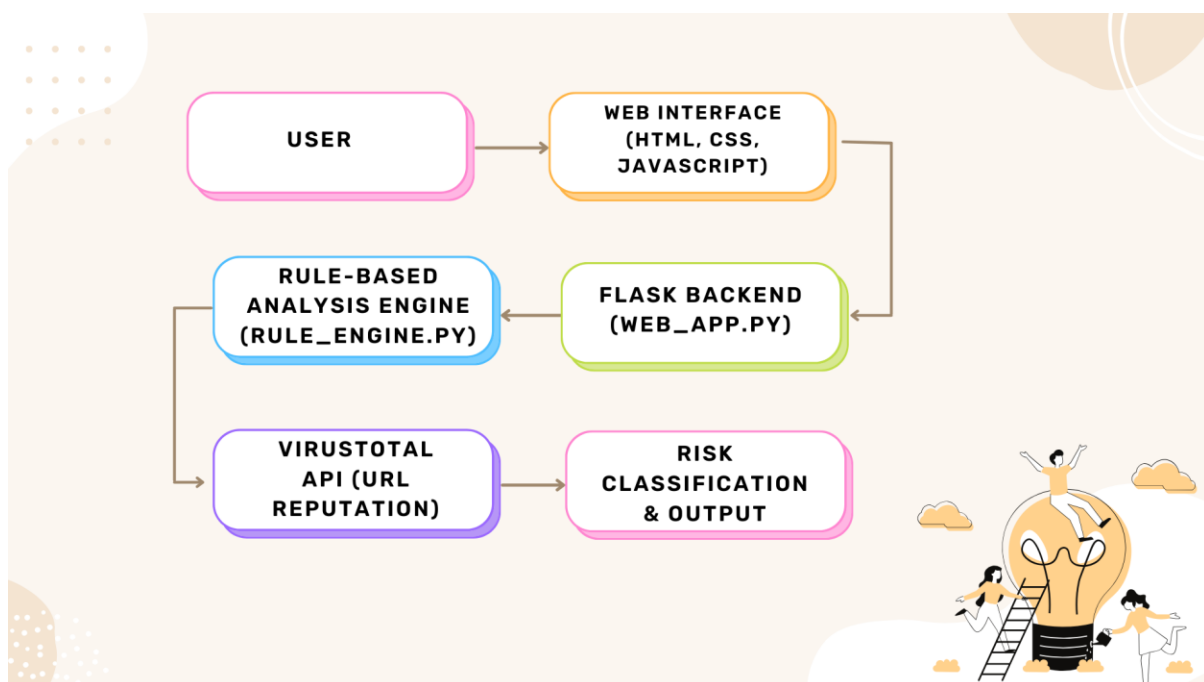 USER
WEB INTERFACE
(HTML, CSS,
JAVASCRIPT)
RULE-BASED
ANALYSIS ENGINE
(RULE_ENGINE.PY)
FLASK BACKEND
(WEB_APP.PY)
VIRUSTOTAL
API (URL
REPUTATION)
RISK
CLASSIFICATION
& OUTPUT